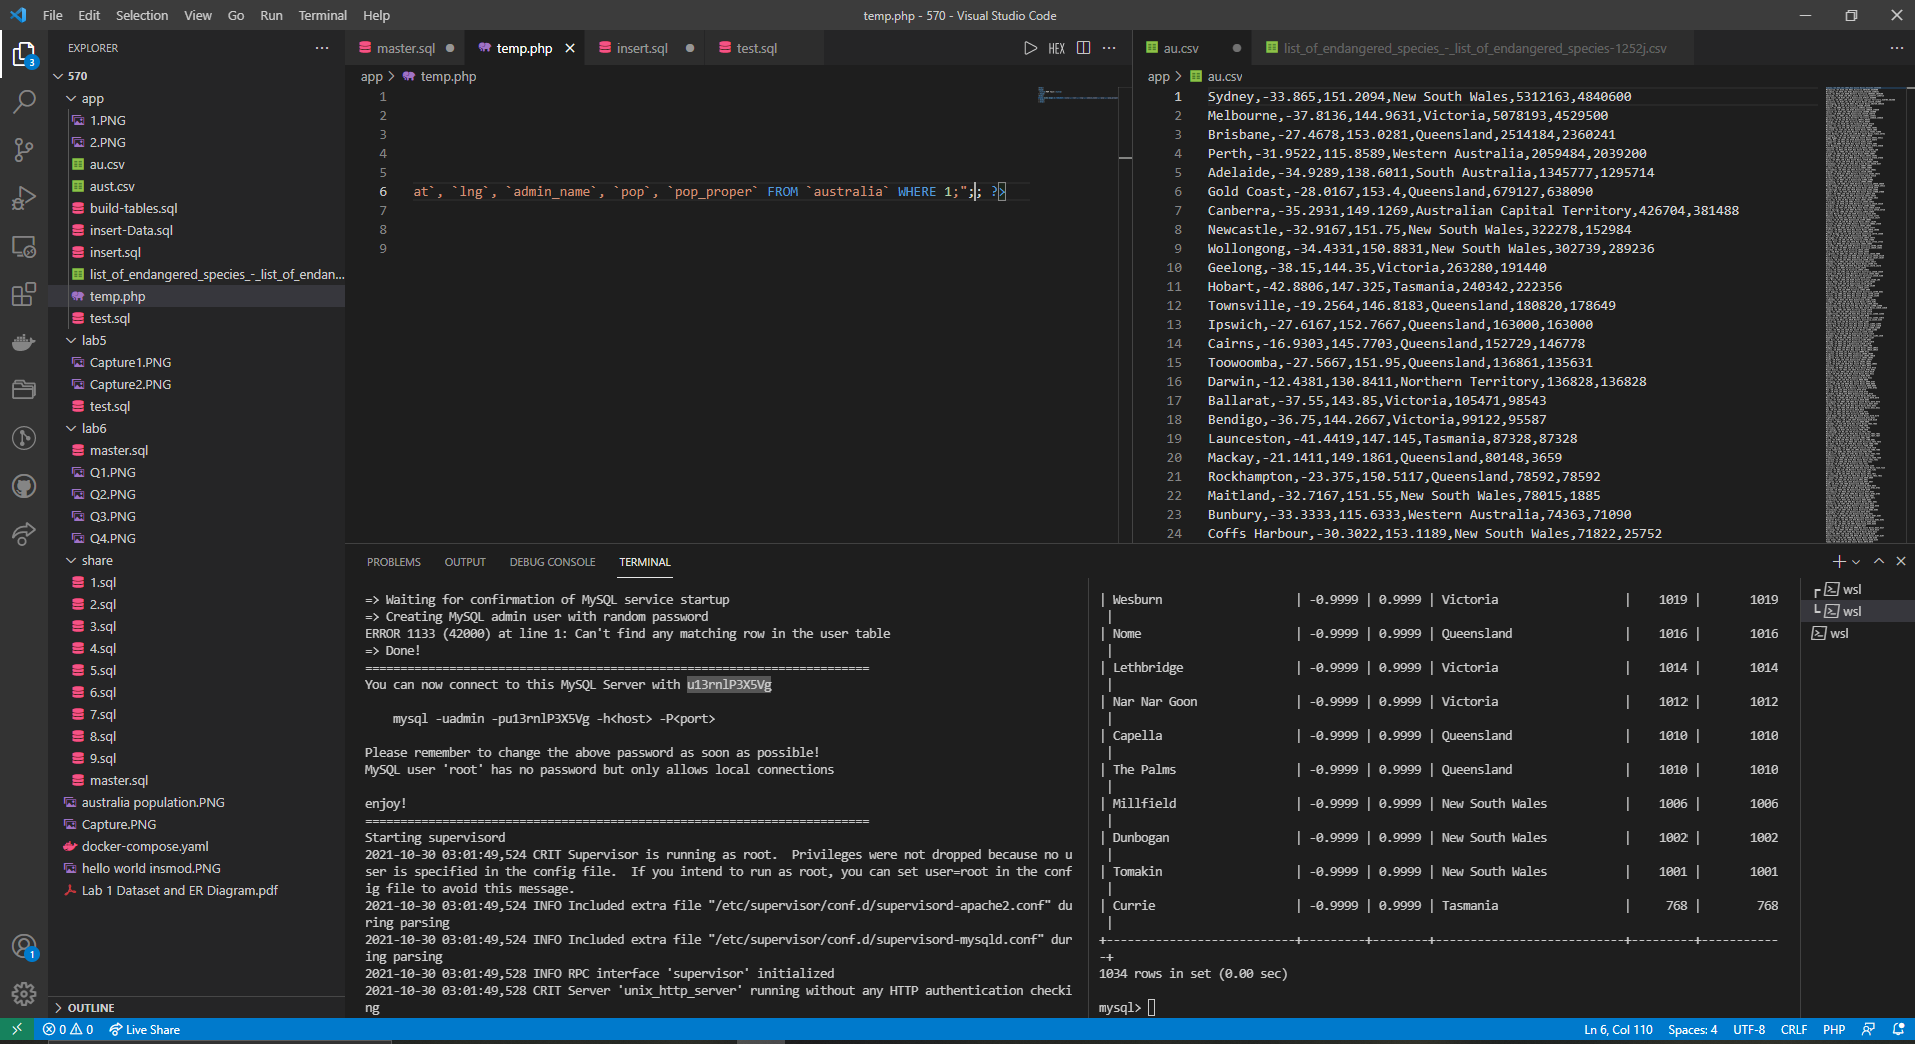 File Edit Selection View Go Run Terminal Help
temp.php - 570 - Visual Studio Code
EXPLORER
570
app
1.PNG
2.PNG
au.csv
aust.csv
build-tables.sql
insert-Data.sql
insert.sql
list_of_endangered_species_-_list_of_endan...
temp.php
test.sql
lab5
Capture1.PNG
Capture2.PNG
test.sql
lab6
master.sql
Q1.PNG
Q2.PNG
Q3.PNG
Q4.PNG
share
1.sql
2.sql
3.sql
4.sql
5.sql
6.sql
7.sql
8.sql
9.sql
master.sql
australia population.PNG
Capture.PNG
docker-compose.yaml
hello world insmod.PNG
Lab 1 Dataset and ER Diagram.pdf
OUTLINE
3
1
master.sql temp.php insert.sql test.sql
HEX
app > temp.php
1
2
3
4
5
6 at`, `lng`, `admin_name`, `pop`, `pop_proper` FROM `australia` WHERE 1;";; ?>
7
8
9
au.csv list_of_endangered_species_-_list_of_endangered_species-1252j.csv
app > au.csv
1 Sydney,-33.865,151.2094,New South Wales,5312163,4840600
2 Melbourne,-37.8136,144.9631,Victoria,5078193,4529500
3 Brisbane,-27.4678,153.0281,Queensland,2514184,2360241
4 Perth,-31.9522,115.8589,Western Australia,2059484,2039200
5 Adelaide,-34.9289,138.6011,South Australia,1345777,1295714
6 Gold Coast,-28.0167,153.4,Queensland,679127,638090
7 Canberra,-35.2931,149.1269,Australian Capital Territory,426704,381488
8 Newcastle,-32.9167,151.75,New South Wales,322278,152984
9 Wollongong,-34.4331,150.8831,New South Wales,302739,289236
10 Geelong,-38.15,144.35,Victoria,263280,191440
11 Hobart,-42.8806,147.325,Tasmania,240342,222356
12 Townsville,-19.2564,146.8183,Queensland,180820,178649
13 Ipswich,-27.6167,152.7667,Queensland,163000,163000
14 Cairns,-16.9303,145.7703,Queensland,152729,146778
15 Toowoomba,-27.5667,151.95,Queensland,136861,135631
16 Darwin,-12.4381,130.8411,Northern Territory,136828,136828
17 Ballarat,-37.55,143.85,Victoria,105471,98543
18 Bendigo,-36.75,144.2667,Victoria,99122,95587
19 Launceston,-41.4419,147.145,Tasmania,87328,87328
20 Mackay,-21.1411,149.1861,Queensland,80148,3659
21 Rockhampton,-23.375,150.5117,Queensland,78592,78592
22 Maitland,-32.7167,151.55,New South Wales,78015,1885
23 Bunbury,-33.3333,115.6333,Western Australia,74363,71090
24 Coffs Harbour,-30.3022,153.1189,New South Wales,71822,25752
PROBLEMS OUTPUT DEBUG CONSOLE TERMINAL
=> Waiting for confirmation of MySQL service startup
=> Creating MySQL admin user with random password
ERROR 1133 (42000) at line 1: Can't find any matching row in the user table
=> Done!
========================================================================
You can now connect to this MySQL Server with u13rnlP3X5Vg
mysql -uadmin -pu13rnlP3X5Vg -h<host> -P<port>
Please remember to change the above password as soon as possible!
MySQL user 'root' has no password but only allows local connections
enjoy!
========================================================================
Starting supervisord
2021-10-30 03:01:49,524 CRIT Supervisor is running as root.  Privileges were not dropped because no u
ser is specified in the config file.  If you intend to run as root, you can set user=root in the conf
ig file to avoid this message.
2021-10-30 03:01:49,524 INFO Included extra file "/etc/supervisor/conf.d/supervisord-apache2.conf" du
ring parsing
2021-10-30 03:01:49,524 INFO Included extra file "/etc/supervisor/conf.d/supervisord-mysqld.conf" dur
ing parsing
2021-10-30 03:01:49,528 INFO RPC interface 'supervisor' initialized
2021-10-30 03:01:49,528 CRIT Server 'unix_http_server' running without any HTTP authentication checki
ng
| Wesburn | -0.9999 | 0.9999 | Victoria | 1019 | 1019
|
| Nome | -0.9999 | 0.9999 | Queensland | 1016 | 1016
|
| Lethbridge | -0.9999 | 0.9999 | Victoria | 1014 | 1014
|
| Nar Nar Goon | -0.9999 | 0.9999 | Victoria | 1012 | 1012
|
| Capella | -0.9999 | 0.9999 | Queensland | 1010 | 1010
|
| The Palms | -0.9999 | 0.9999 | Queensland | 1010 | 1010
|
| Millfield | -0.9999 | 0.9999 | New South Wales | 1006 | 1006
|
| Dunbogan | -0.9999 | 0.9999 | New South Wales | 1002 | 1002
|
| Tomakin | -0.9999 | 0.9999 | New South Wales | 1001 | 1001
|
| Currie | -0.9999 | 0.9999 | Tasmania | 768 | 768
|
+---------------------------+---------+--------+---------------------------+---------+-----------
-+
1034 rows in set (0.00 sec)
mysql>
wsl
wsl
wsl
0 0 Live Share
Ln 6, Col 110 Spaces: 4 UTF-8 CRLF PHP